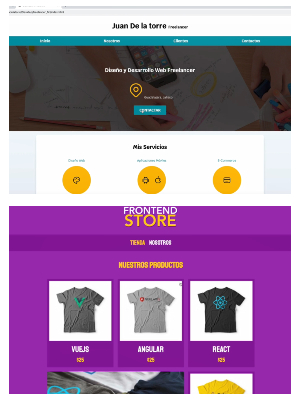 Juan De la torre Freelancer
Inicio Nosotros Clientes Contactos
Diseño y Desarrollo Web Freelancer
CONTACTAR
Mis Servicios
Diseño Web Aplicaciones Móviles E-Commerce
FRONTEND
STORE
TIENDA NOSOTROS
NUESTROS PRODUCTOS
VUEJS ANGULAR REACT
$25 $25 $25